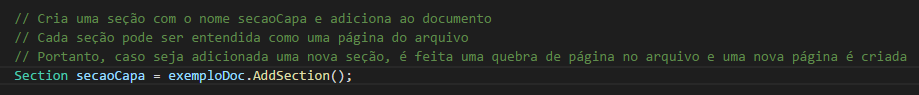 // Cria uma seção com o nome secaoCapa e adiciona ao documento
// Cada seção pode ser entendida como uma página do arquivo
// Portanto, caso seja adicionada uma nova seção, é feita uma quebra de página no arquivo e uma nova página é criada
Section secaoCapa = exemploDoc.AddSection();